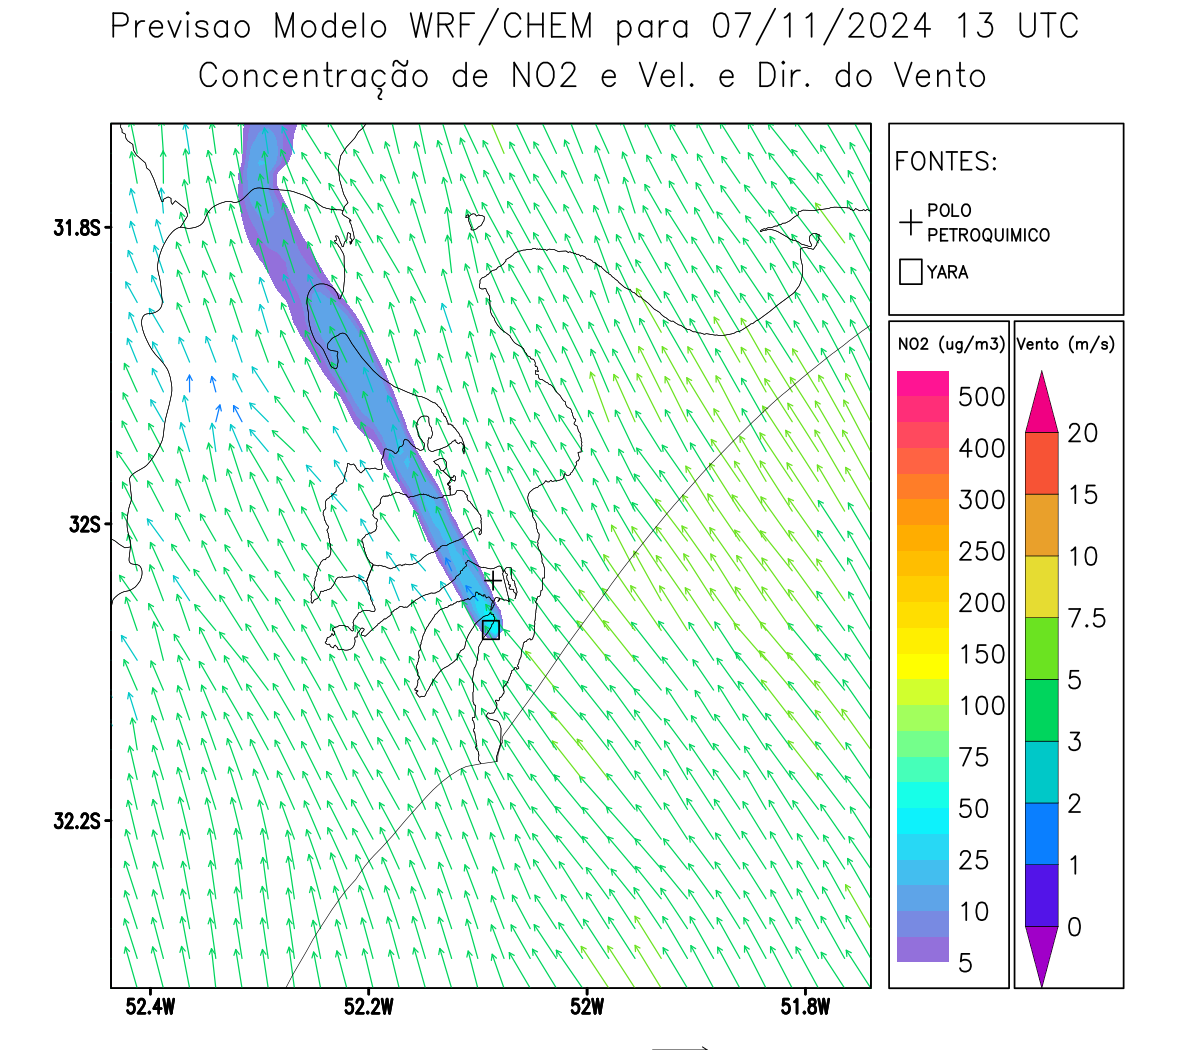 Previsao Modelo WRF/CHEM para 07/11/2024 13 UTC
Concentração de NO2 e Vel. e Dir. do Vento
FONTES:
POLO
PETROQUIMICO
YARA
NO2 (ug/m3)
500
400
300
250
200
150
100
75
50
25
10
5
Vento (m/s)
20
15
10
7.5
5
3
2
1
0
31.8S
32S
32.2S
52.4W 52.2W 52W 51.8W